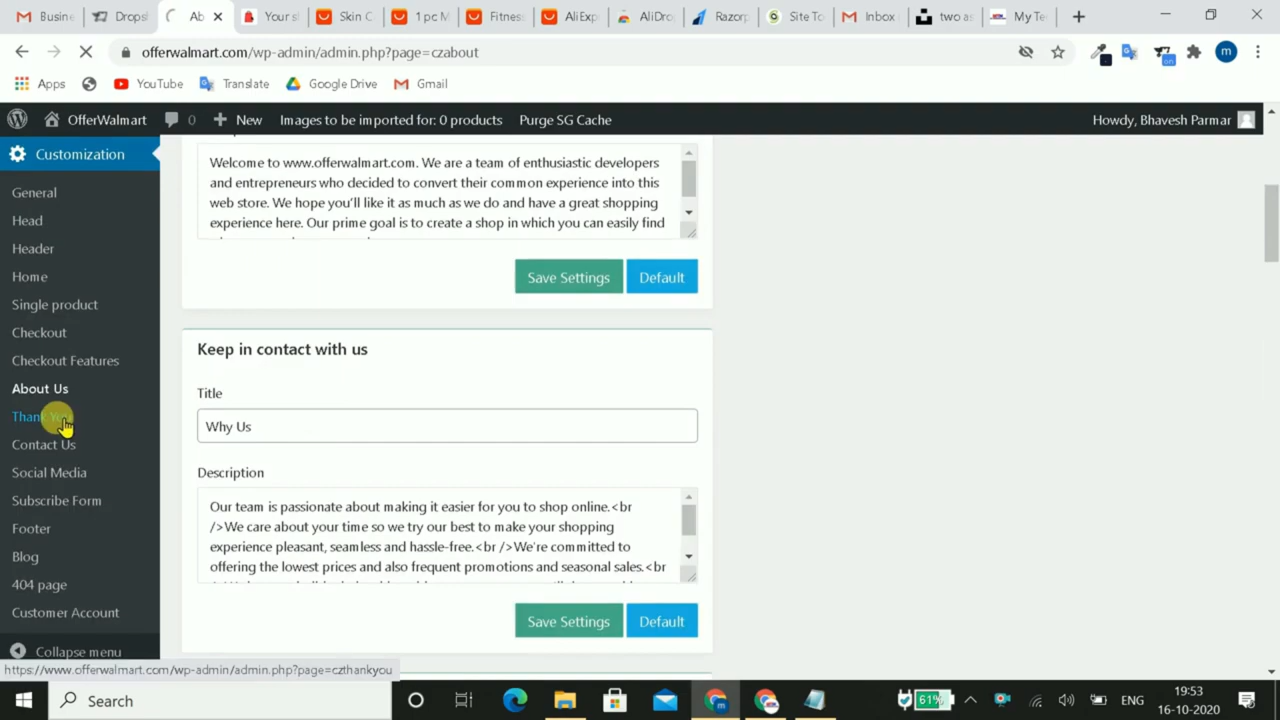 Busine
Dropsl
Ab
Your sl
Skin C
1 pc M
Fitnes
AliExp
AliDro
Razorp
Site To
Inbox
two as
My Te
offerwalmart.com/wp-admin/admin.php?page=czabout
m
on
Apps
YouTube
Translate
Google Drive
Gmail
OfferWalmart
0
New
Images to be imported for: 0 products
Purge SG Cache
Howdy, Bhavesh Parmar
Customization
General
Head
Header
Home
Single product
Checkout
Checkout Features
About Us
Thank You
Contact Us
Social Media
Subscribe Form
Footer
Blog
404 page
Customer Account
Collapse menu
Welcome to www.offerwalmart.com. We are a team of enthusiastic developers
and entrepreneurs who decided to convert their common experience into this
web store. We hope you'll like it as much as we do and have a great shopping
experience here. Our prime goal is to create a shop in which you can easily find
Save Settings
Default
Keep in contact with us
Title
Why Us
Description
Our team is passionate about making it easier for you to shop online.<br
/>We care about your time so we try our best to make your shopping
experience pleasant, seamless and hassle-free.<br />We're committed to
offering the lowest prices and also frequent promotions and seasonal sales.<br
Save Settings
Default
https://www.offerwalmart.com/wp-admin/admin.php?page=czthankyou
Search
61%
ENG
19:53
16-10-2020